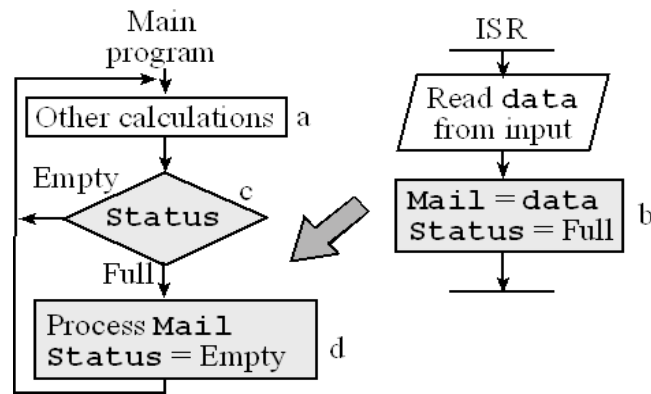 Main
program
Other calculations
a
Empty
c
Status
Full
Process Mail
Status = Empty
d
ISR
Read data
from input
Mail = data
Status = Full
b